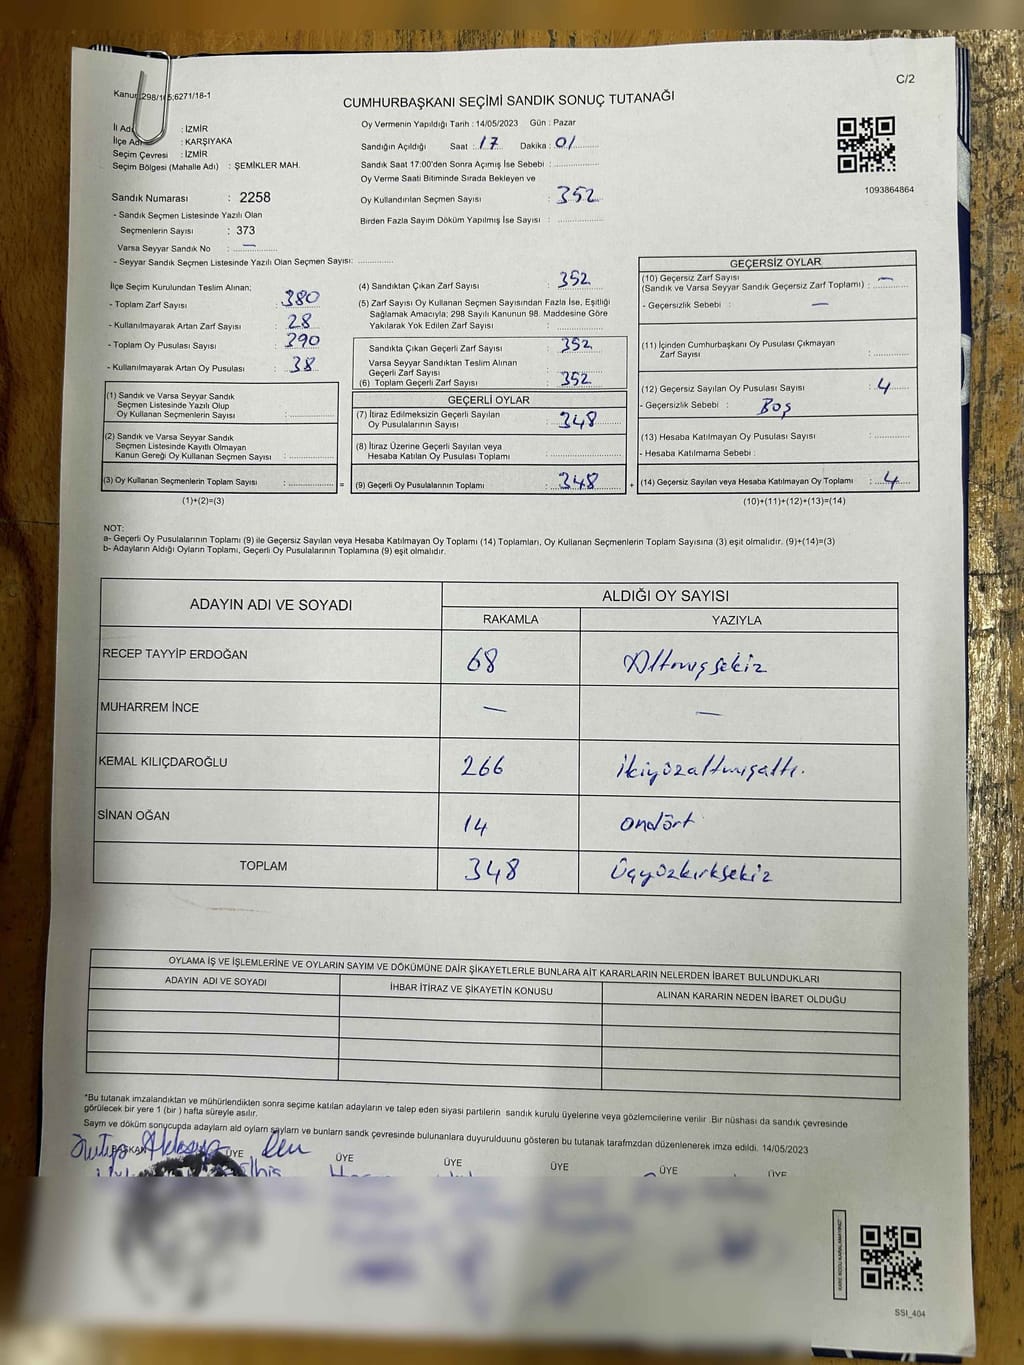 C/2
Kanun:298/105;6271/18-1
CUMHURBAŞKANI SEÇİMİ SANDIK SONUÇ TUTANAĞI
İl Adı : İZMİR
İlçe Adı : KARŞIYAKA
Seçim Çevresi : İZMİR
Seçim Bölgesi (Mahalle Adı) : ŞEMİKLER MAH.
Oy Vermenin Yapıldığı Tarih : 14/05/2023 Gün : Pazar
Sandığın Açıldığı Saat : 17 Dakika : 01
Sandık Saat 17:00'den Sonra Açımış İse Sebebi :
Oy Verme Saati Bitiminde Sırada Bekleyen ve
Oy Kullandırılan Seçmen Sayısı : 352
Birden Fazla Sayım Döküm Yapılmış İse Sayısı :
1093864864
Sandık Numarası : 2258
- Sandık Seçmen Listesinde Yazılı Olan
Seçmenlerin Sayısı : 373
Varsa Seyyar Sandık No : —
- Seyyar Sandık Seçmen Listesinde Yazılı Olan Seçmen Sayısı:
İlçe Seçim Kurulundan Teslim Alınan;
- Toplam Zarf Sayısı : 380
- Kullanılmayarak Artan Zarf Sayısı : 28
- Toplam Oy Pusulası Sayısı : 390
- Kullanılmayarak Artan Oy Pusulası : 38
(1) Sandık ve Varsa Seyyar Sandık
Seçmen Listesinde Yazılı Olup
Oy Kullanan Seçmenlerin Sayısı :
(2) Sandık ve Varsa Seyyar Sandık
Seçmen Listesinde Kayıtlı Olmayan
Kanun Gereği Oy Kullanan Seçmen Sayısı :
(3) Oy Kullanan Seçmenlerin Toplam Sayısı : =
(1)+(2)=(3)
(4) Sandıktan Çıkan Zarf Sayısı : 352
(5) Zarf Sayısı Oy Kullanan Seçmen Sayısından Fazla İse, Eşitliği
Sağlamak Amacıyla; 298 Sayılı Kanunun 98. Maddesine Göre
Yakılarak Yok Edilen Zarf Sayısı :
Sandıkta Çıkan Geçerli Zarf Sayısı : 352
Varsa Seyyar Sandıktan Teslim Alınan
Geçerli Zarf Sayısı :
(6) Toplam Geçerli Zarf Sayısı : 352
GEÇERLİ OYLAR
(7) İtiraz Edilmeksizin Geçerli Sayılan
Oy Pusulalarının Sayısı : 348
(8) İtiraz Üzerine Geçerli Sayılan veya
Hesaba Katılan Oy Pusulası Toplamı :
(9) Geçerli Oy Pusulalarının Toplamı : 348 +
GEÇERSİZ OYLAR
(10) Geçersiz Zarf Sayısı
(Sandık ve Varsa Seyyar Sandık Geçersiz Zarf Toplamı) : —
- Geçersizlik Sebebi : —
(11) İçinden Cumhurbaşkanı Oy Pusulası Çıkmayan
Zarf Sayısı :
(12) Geçersiz Sayılan Oy Pusulası Sayısı : 4
- Geçersizlik Sebebi : Boş
(13) Hesaba Katılmayan Oy Pusulası Sayısı :
- Hesaba Katılmama Sebebi :
(14) Geçersiz Sayılan veya Hesaba Katılmayan Oy Toplamı : 4
(10)+(11)+(12)+(13)=(14)
NOT:
a- Geçerli Oy Pusulalarının Toplamı (9) ile Geçersiz Sayılan veya Hesaba Katılmayan Oy Toplamı (14) Toplamları, Oy Kullanan Seçmenlerin Toplam Sayısına (3) eşit olmalıdır. (9)+(14)=(3)
b- Adayların Aldığı Oyların Toplamı, Geçerli Oy Pusulalarının Toplamına (9) eşit olmalıdır.
ADAYIN ADI VE SOYADI
ALDIĞI OY SAYISI
RAKAMLA YAZIYLA
RECEP TAYYİP ERDOĞAN 68 Altmışsekiz
MUHARREM İNCE — —
KEMAL KILIÇDAROĞLU 266 İkiyüzaltmışaltı.
SİNAN OĞAN 14 ondört
TOPLAM 348 Üçyüzkırksekiz
OYLAMA İŞ VE İŞLEMLERİNE VE OYLARIN SAYIM VE DÖKÜMÜNE DAİR ŞİKAYETLERLE BUNLARA AİT KARARLARIN NELERDEN İBARET BULUNDUKLARI
ADAYIN ADI VE SOYADI İHBAR İTİRAZ VE ŞİKAYETİN KONUSU ALINAN KARARIN NEDEN İBARET OLDUĞU
*Bu tutanak imzalandıktan ve mühürlendikten sonra seçime katılan adayların ve talep eden siyasi partilerin sandık kurulu üyelerine veya gözlemcilerine verilir .Bir nüshası da sandık çevresinde
görülecek bir yere 1 (bir ) hafta süreyle asılır.
Sayım ve döküm sonucunda adayların aldığı oyların sayılarını ve bunların sandık çevresinde bulunanlara duyurulduğunu gösteren bu tutanak tarafımızdan düzenlenerek imza edildi. 14/05/2023
BAŞKAN ÜYE ÜYE ÜYE ÜYE ÜYE ÜYE
SSI_404